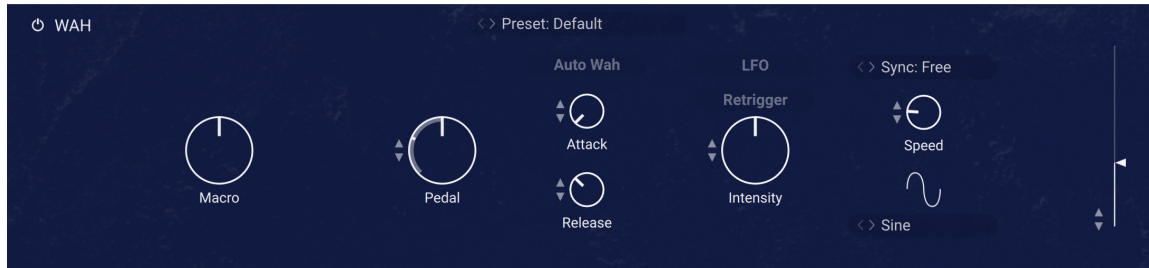 WAH
Preset: Default
Auto Wah
LFO
Sync: Free
Retrigger
Attack
Speed
Macro
Pedal
Intensity
Release
Sine